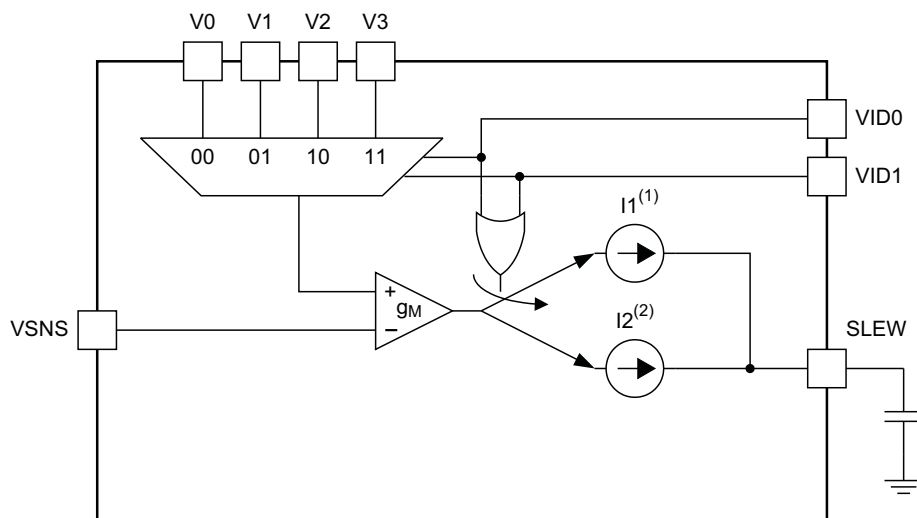 V0 V1 V2 V3
VID0
00 01 10 11
VID1
I1(1)
+
gM
VSNS
−
I2(2)
SLEW